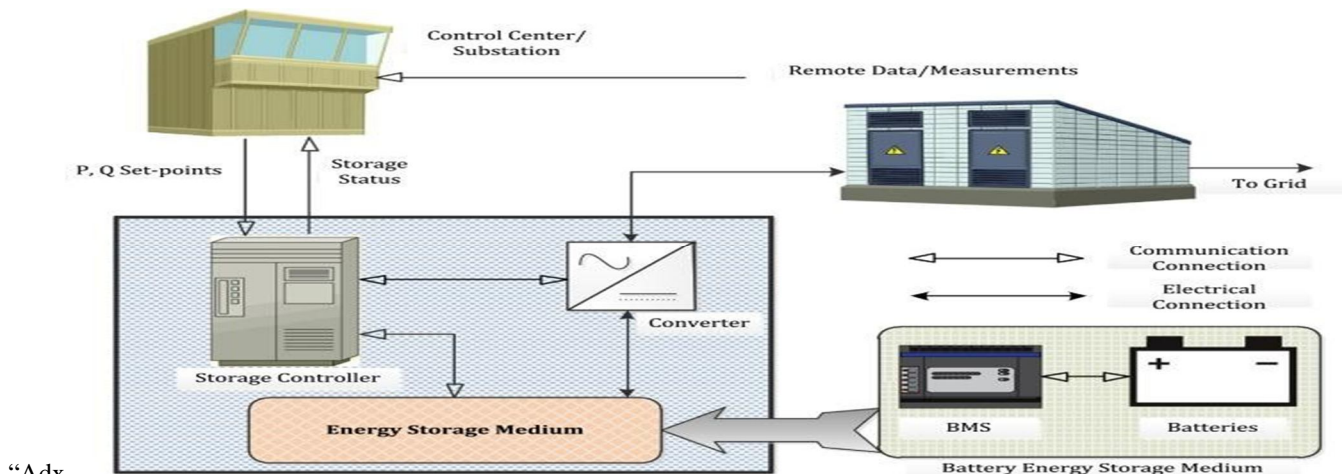 Control Center/
Substation
Remote Data/Measurements
P, Q Set-points
Storage
Status
To Grid
Communication
Connection
Electrical
Connection
Converter
Storage Controller
Energy Storage Medium
+ −
BMS
Batteries
Battery Energy Storage Medium
“Adx